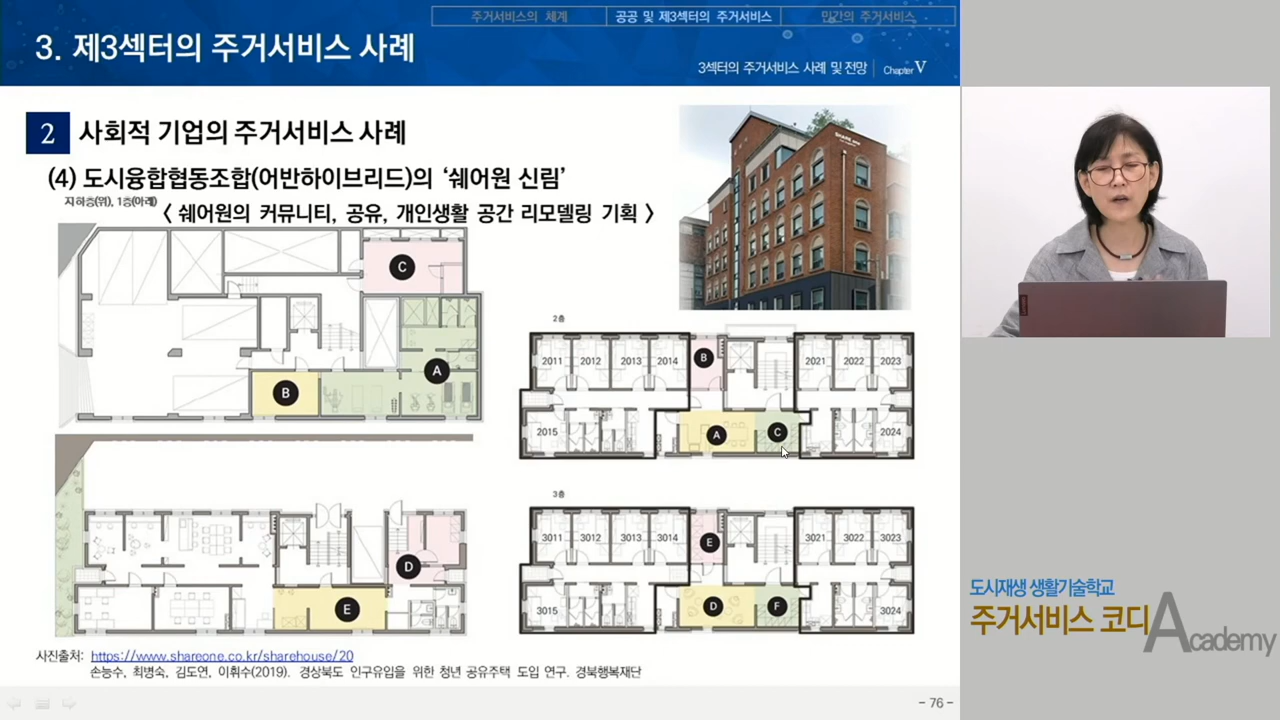 주거서비스의 체계
공공 및 제3섹터의 주거서비스
민간의 주거서비스
3. 제3섹터의 주거서비스 사례
3섹터의 주거서비스 사례 및 전망
Chapter V
2
사회적 기업의 주거서비스 사례
(4) 도시융합협동조합(어반하이브리드)의 ‘쉐어원 신림’
지하층(위), 1층(아래)
< 쉐어원의 커뮤니티, 공유, 개인생활 공간 리모델링 기획 >
C
A
B
D
E
2층
2011 2012 2013 2014 B 2021 2022 2023
2015 A C 2024
3층
3011 3012 3013 3014 E 3021 3022 3023
3015 D F 3024
사진출처: https://www.shareone.co.kr/sharehouse/20
손능수, 최병숙, 김도연, 이휘수(2019). 경상북도 인구유입을 위한 청년 공유주택 도입 연구. 경북행복재단
- 76 -
도시재생 생활기술학교
주거서비스 코디 Academy